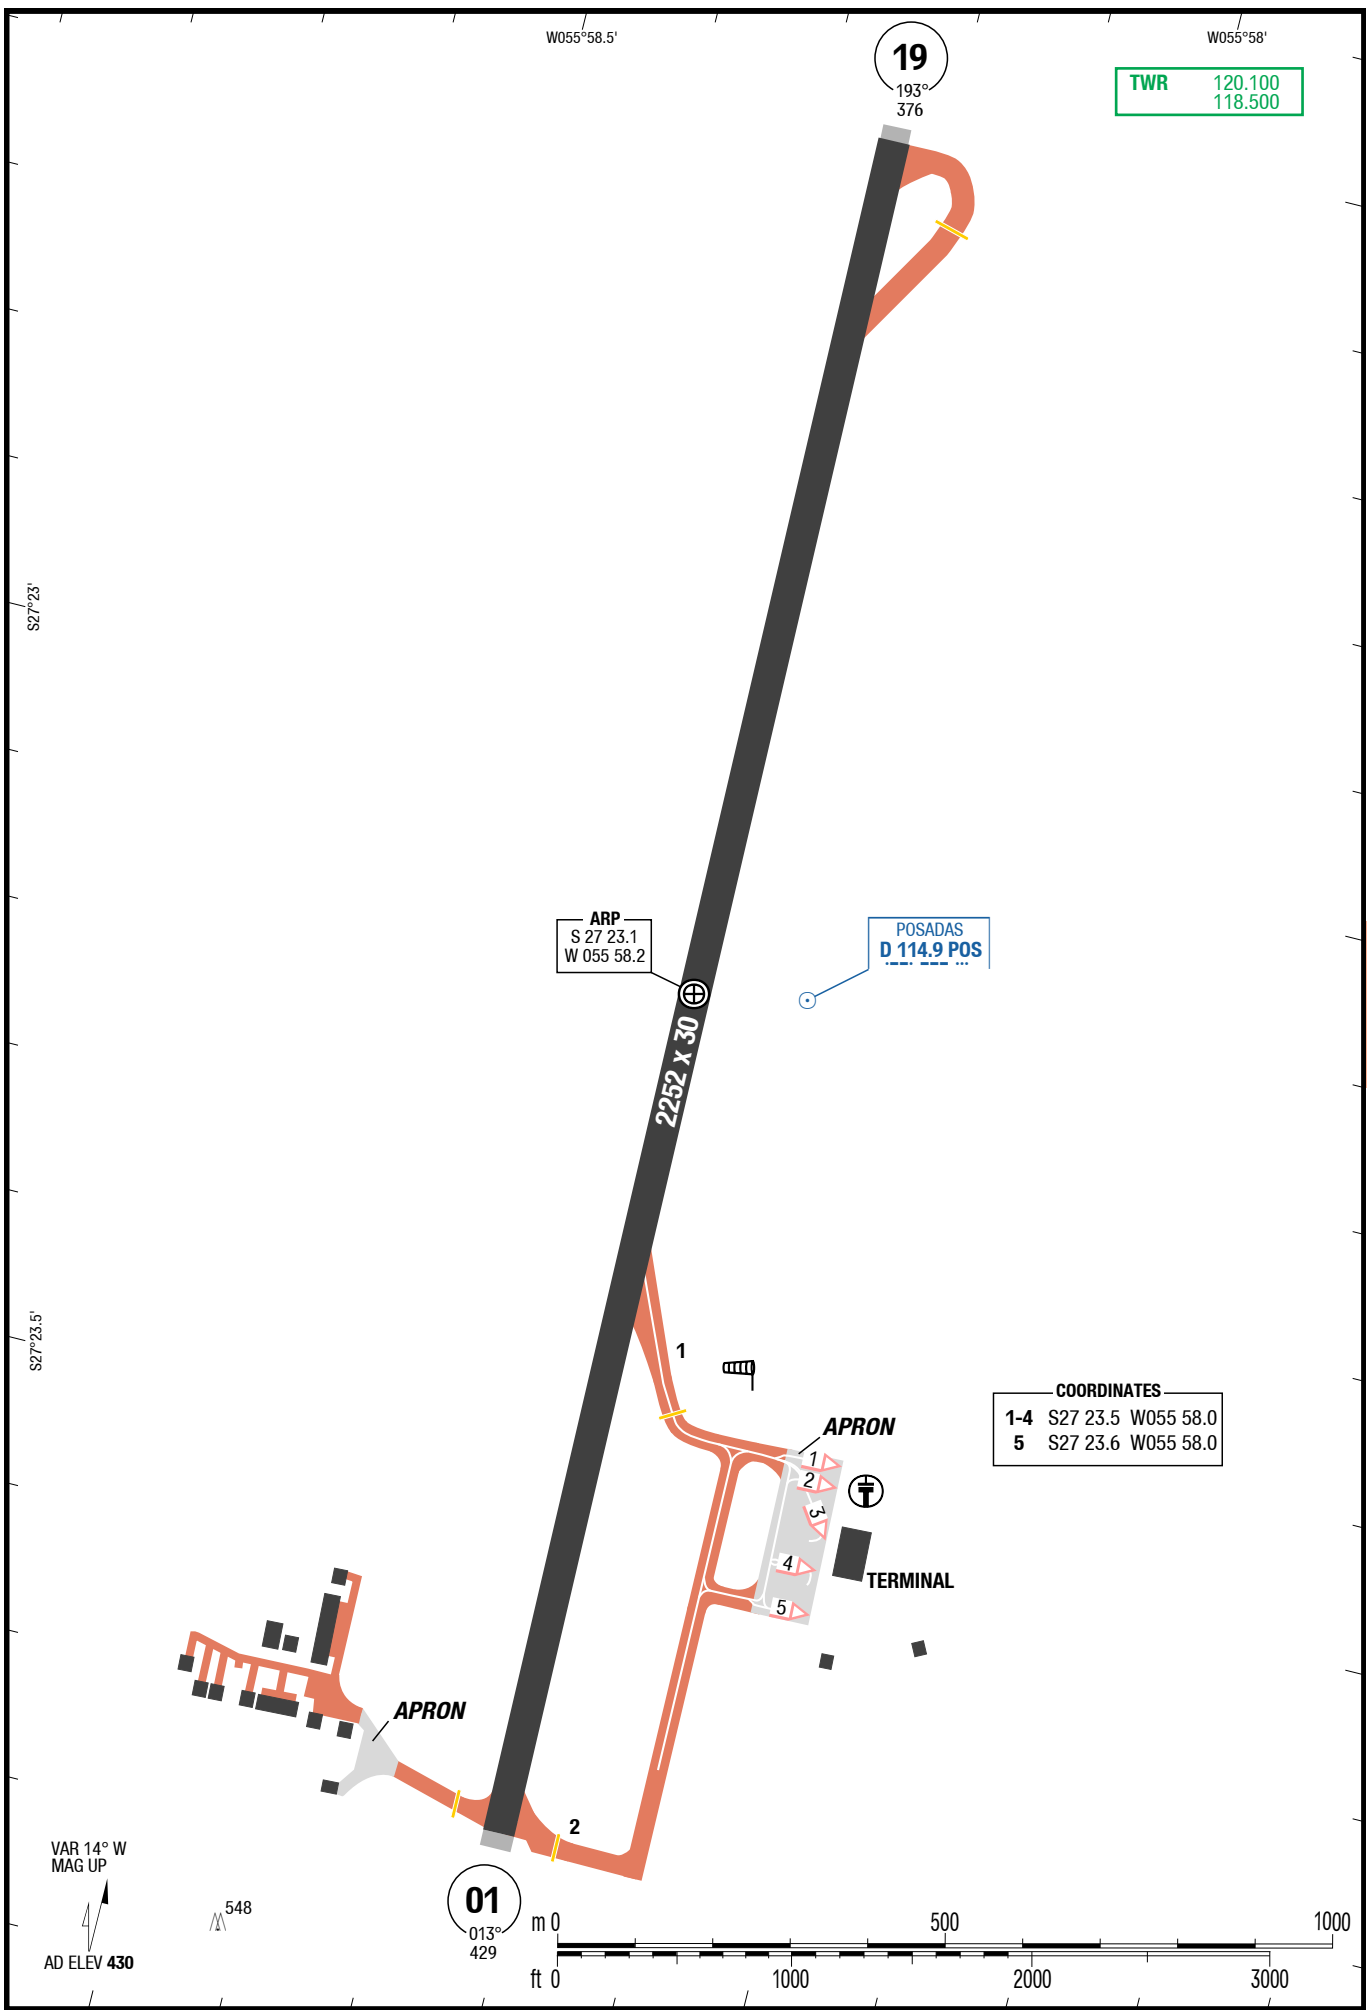 W055°58.5'
W055°58'
19
193°
376
TWR 120.100
118.500
S27°23'
ARP
S 27 23.1
W 055 58.2
POSADAS
D 114.9 POS
2252 x 30
S27°23.5'
1
COORDINATES
1-4 S27 23.5 W055 58.0
5 S27 23.6 W055 58.0
APRON
1
2
3
4
5
TERMINAL
APRON
2
VAR 14° W
MAG UP
548
AD ELEV 430
01
013°
429
m 0 500 1000
ft 0 1000 2000 3000